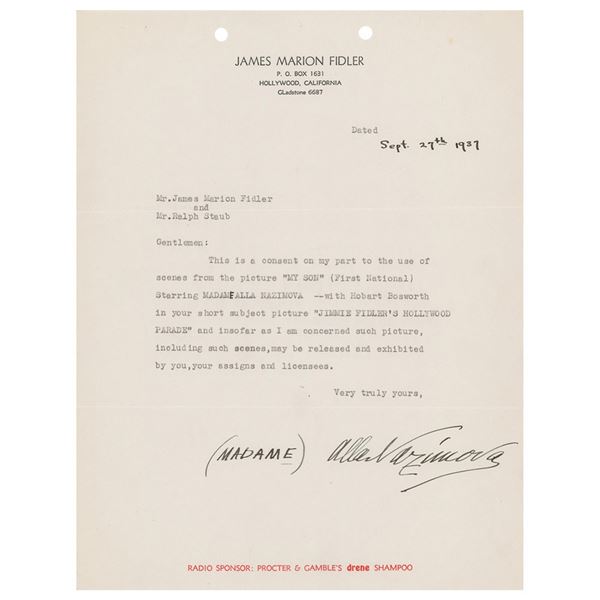 JAMES MARION FIDLER
P. O. BOX 1631
HOLLYWOOD, CALIFORNIA
GLadstone 6687
Dated
Sept. 27th 1937
Mr.James Marion Fidler
and
Mr.Ralph Staub
Gentlemen:
This is a consent on my part to the use of
scenes from the picture "MY SON" (First National)
Starring MADAMEALLA NAZIMOVA --with Hobart Bosworth
in your short subject picture "JIMMIE FIDLER'S HOLLYWOOD
PARADE" and insofar as I am concerned such picture,
including such scenes,may be released and exhibited
by you,your assigns and licensees.
Very truly yours,
(MADAME) Alla Nazimova
RADIO SPONSOR: PROCTER & GAMBLE'S drene SHAMPOO